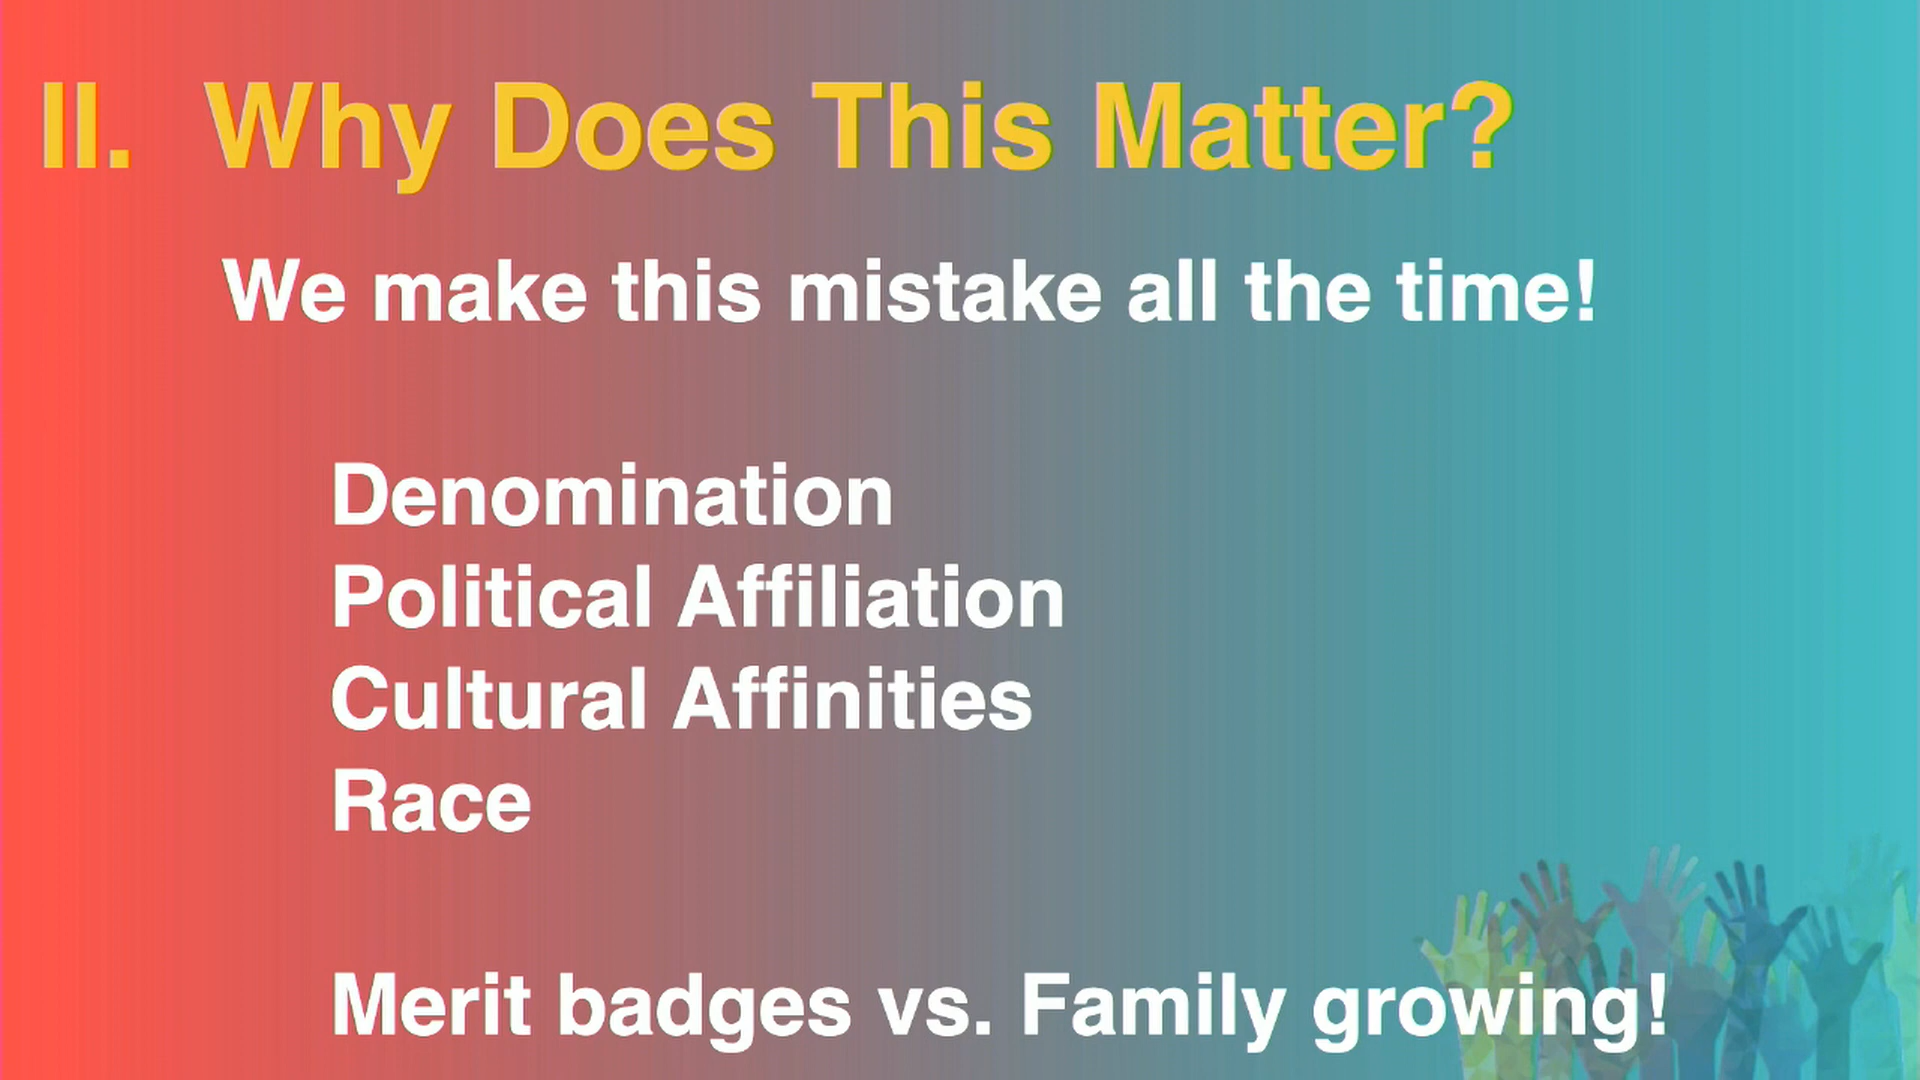 II. Why Does This Matter?
We make this mistake all the time!
Denomination
Political Affiliation
Cultural Affinities
Race
Merit badges vs. Family growing!